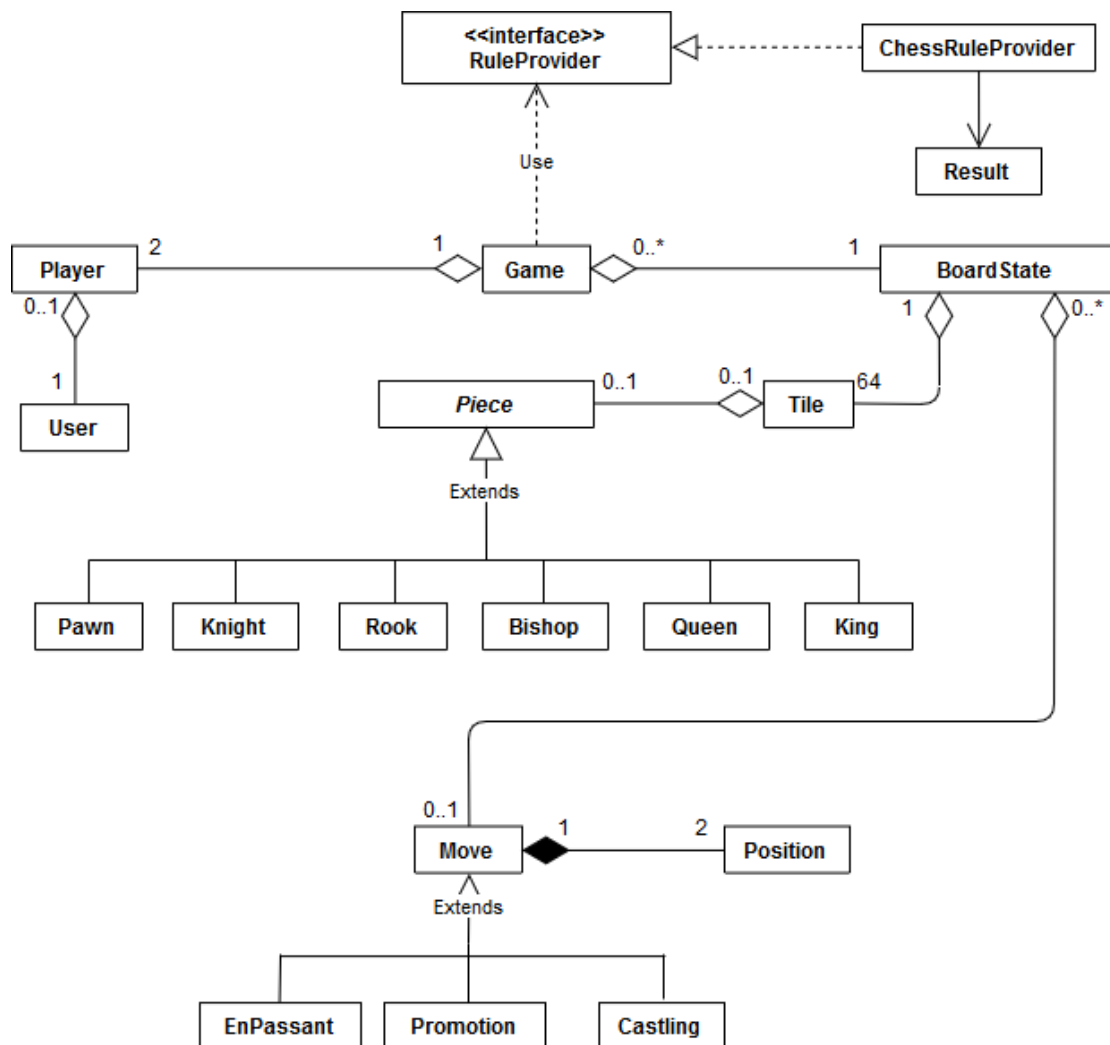 <<interface>>
RuleProvider
ChessRuleProvider
Use
Result
2
1
0..*
1
Player
Game
BoardState
0..1
1
0..*
1
0..1
0..1
64
User
Piece
Tile
Extends
Pawn
Knight
Rook
Bishop
Queen
King
0..1
1
2
Move
Position
Extends
EnPassant
Promotion
Castling